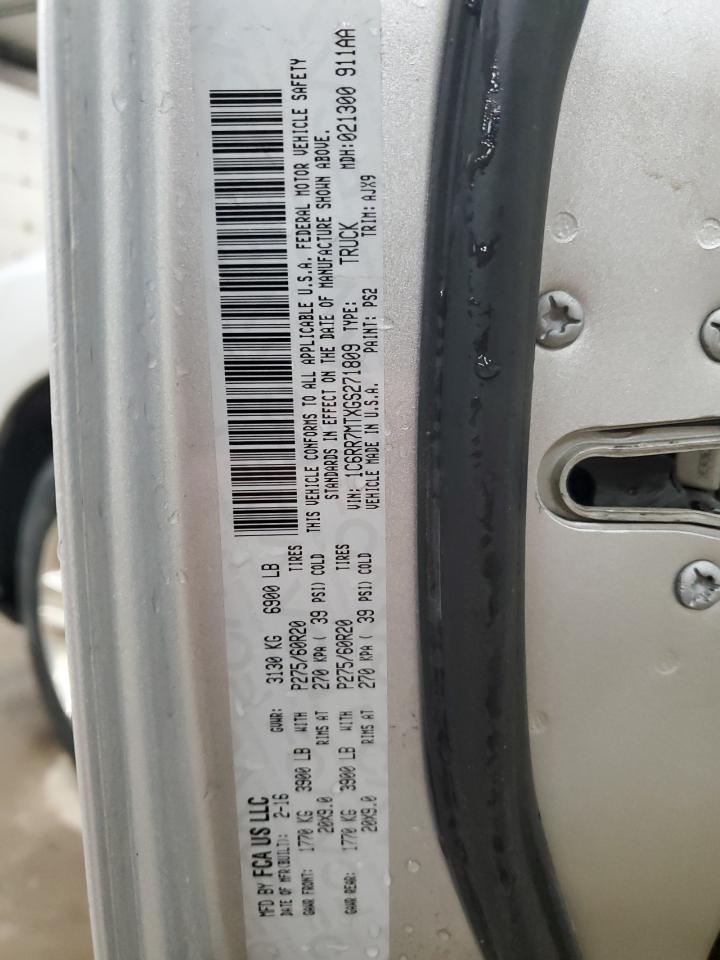 MFD BY FCA US LLC
DATE OF MFR(BUILT): 2-16 GVWR: 3130 KG 6900 LB
GAWR FRONT: 1770 KG 3900 LB WITH P275/60R20 TIRES
20X9.0 RIMS AT 270 KPA ( 39 PSI) COLD
GAWR REAR: 1770 KG 3900 LB WITH P275/60R20 TIRES
20X9.0 RIMS AT 270 KPA ( 39 PSI) COLD
THIS VEHICLE CONFORMS TO ALL APPLICABLE U.S.A. FEDERAL MOTOR VEHICLE SAFETY
STANDARDS IN EFFECT ON THE DATE OF MANUFACTURE SHOWN ABOVE.
VIN: 1C6RR7MTXGS271809 TYPE: TRUCK MDH:021300 911AA
VEHICLE MADE IN U.S.A. PAINT: PS2 TRIM: AJX9